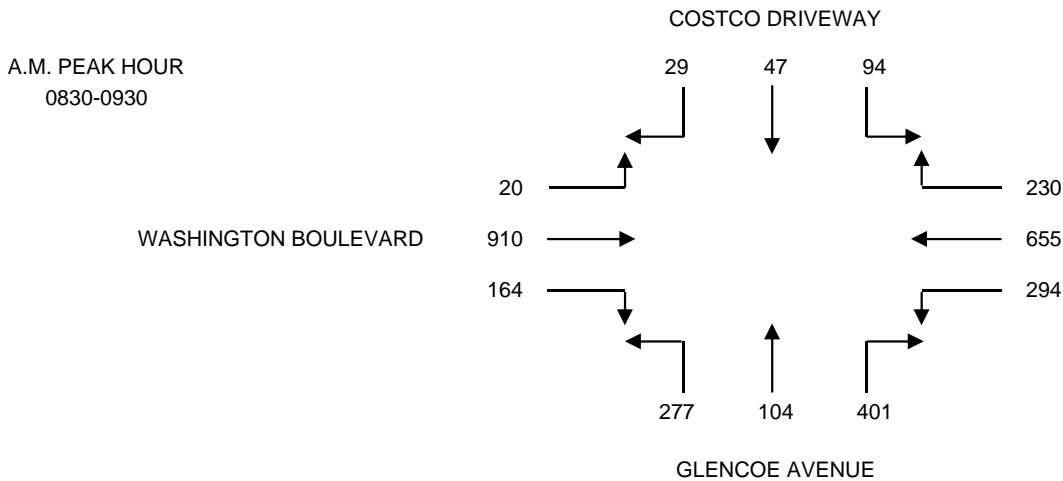 COSTCO DRIVEWAY
A.M. PEAK HOUR
0830-0930
29 47 94
20 230
WASHINGTON BOULEVARD 910 655
164 294
277 104 401
GLENCOE AVENUE